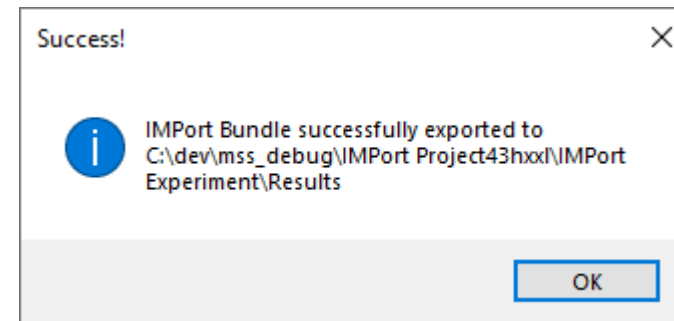 Success!
IMPort Bundle successfully exported to
C:\dev\mss_debug\IMPort Project43hxxl\IMPort
Experiment\Results
OK